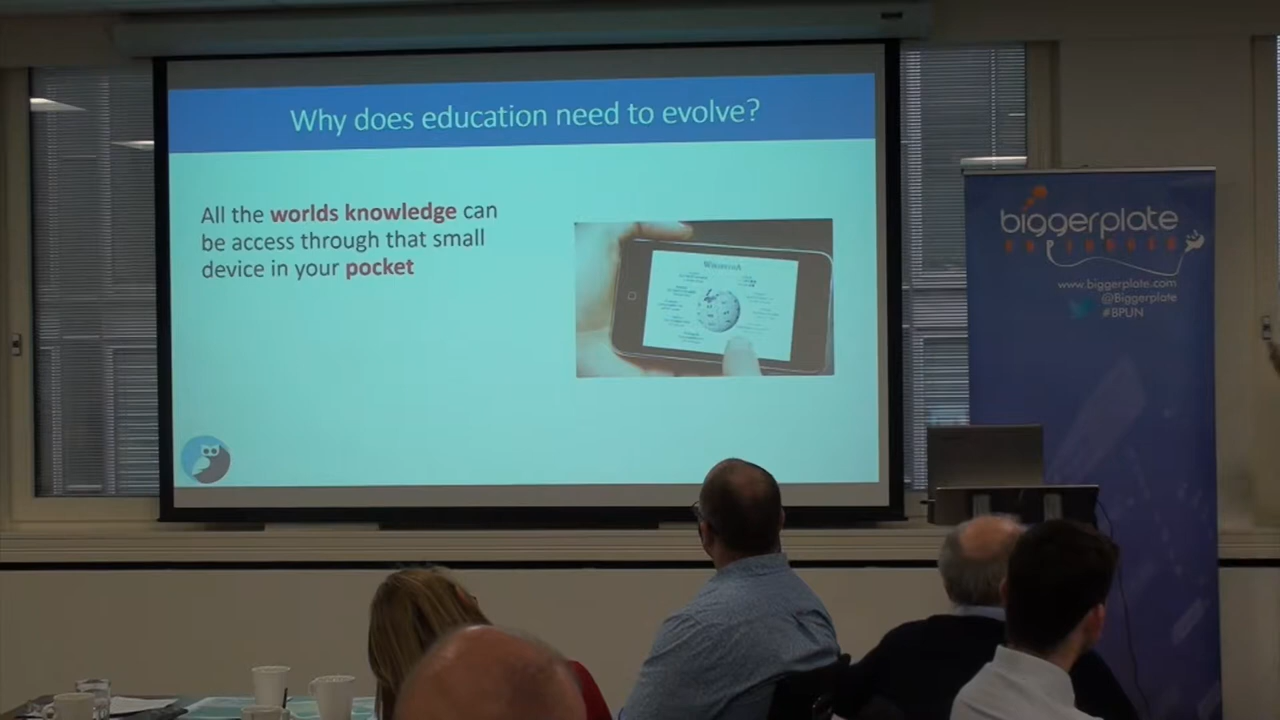 Why does education need to evolve?
All the worlds knowledge can
be access through that small
device in your pocket
biggerplate
www.biggerplate.com
@Biggerplate
#BPUN